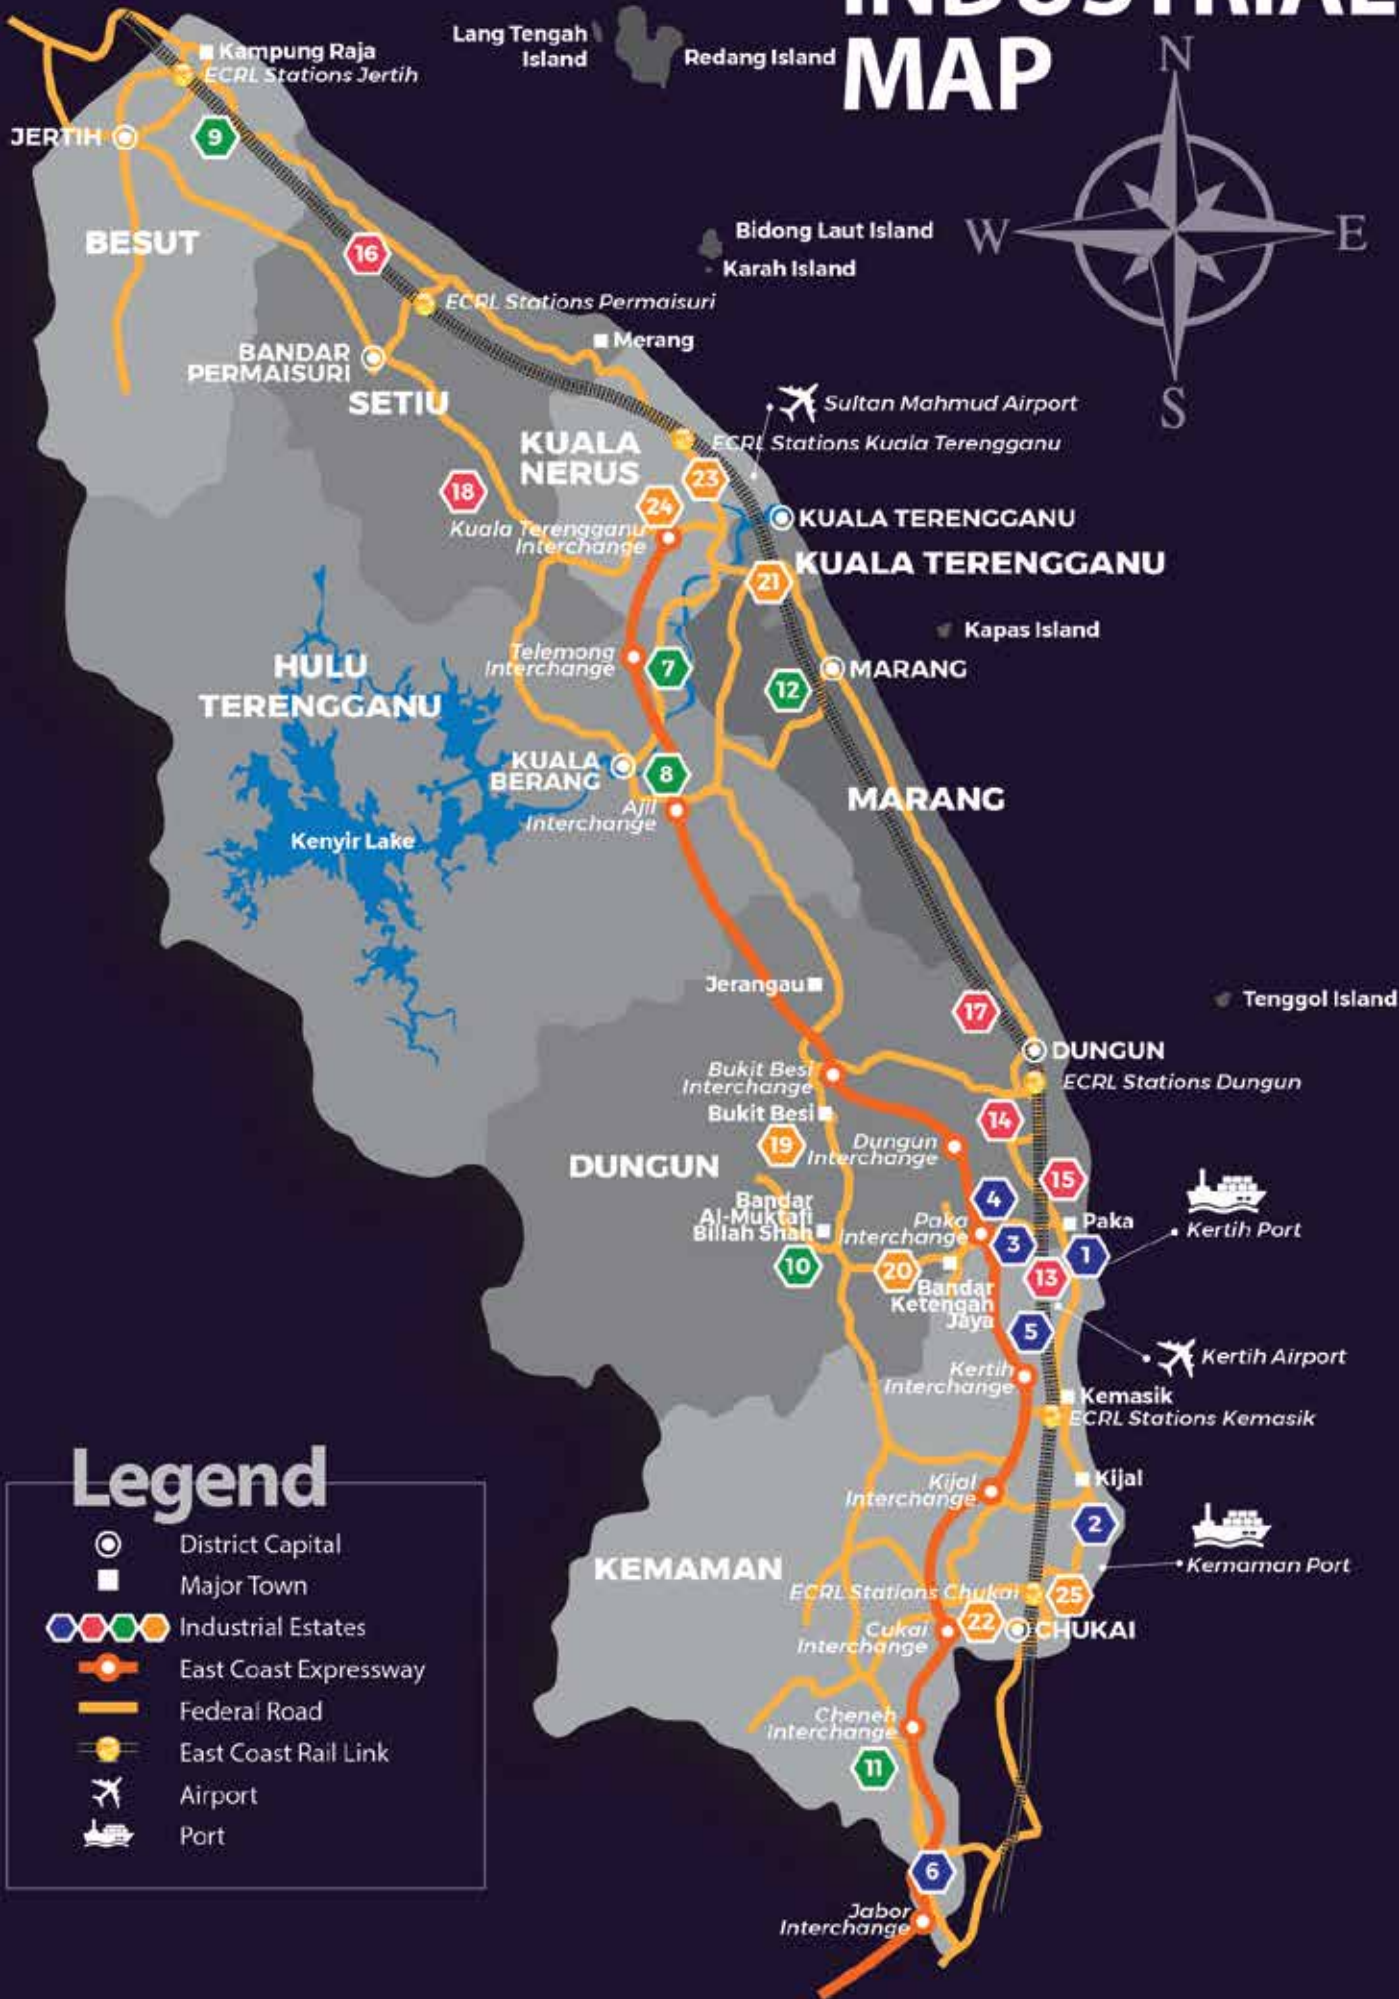 INDUSTRIAL
MAP
Lang Tengah
Island
Redang Island
Kampung Raja
ECRL Stations Jertih
JERTIH
9
N
W
E
S
BESUT
16
Bidong Laut Island
Karah Island
ECRL Stations Permaisuri
Merang
BANDAR
PERMAISURI
SETIU
Sultan Mahmud Airport
ECRL Stations Kuala Terengganu
KUALA
NERUS
18
23
24
Kuala Terengganu
Interchange
KUALA TERENGGANU
KUALA TERENGGANU
21
Kapas Island
HULU
TERENGGANU
Telemong
Interchange
7
12
MARANG
KUALA
BERANG
8
Ajil
Interchange
MARANG
Kenyir Lake
Jerangau
17
Tenggol Island
DUNGUN
ECRL Stations Dungun
Bukit Besi
Interchange
Bukit Besi
14
19
Dungun
Interchange
DUNGUN
15
4
Bandar
Al-Muktafi
Billah Shah
Paka
Interchange
3
Paka
1
Kertih Port
10
20
13
Bandar
Ketengah
Jaya
5
Kertih Airport
Kertih
Interchange
Kemasik
ECRL Stations Kemasik
Kijal
Interchange
Kijal
2
Kemaman Port
KEMAMAN
ECRL Stations Chukai
25
22
CHUKAI
Cukai
Interchange
Cheneh
Interchange
11
6
Jabor
Interchange
Legend
District Capital
Major Town
Industrial Estates
East Coast Expressway
Federal Road
East Coast Rail Link
Airport
Port